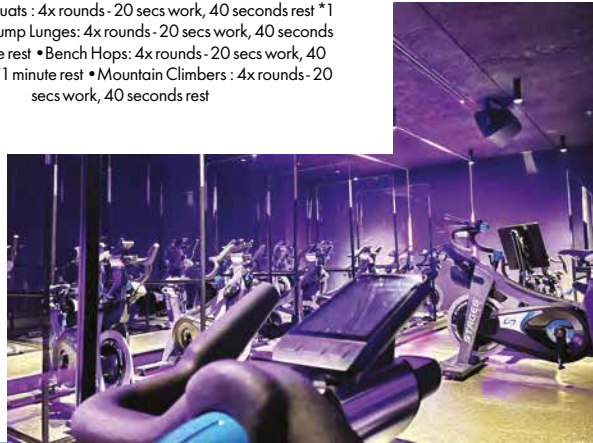 uats : 4x rounds - 20 secs work, 40 seconds rest *1
ump Lunges: 4x rounds - 20 secs work, 40 seconds
e rest • Bench Hops: 4x rounds - 20 secs work, 40
1 minute rest • Mountain Climbers : 4x rounds - 20
secs work, 40 seconds rest
STAGES